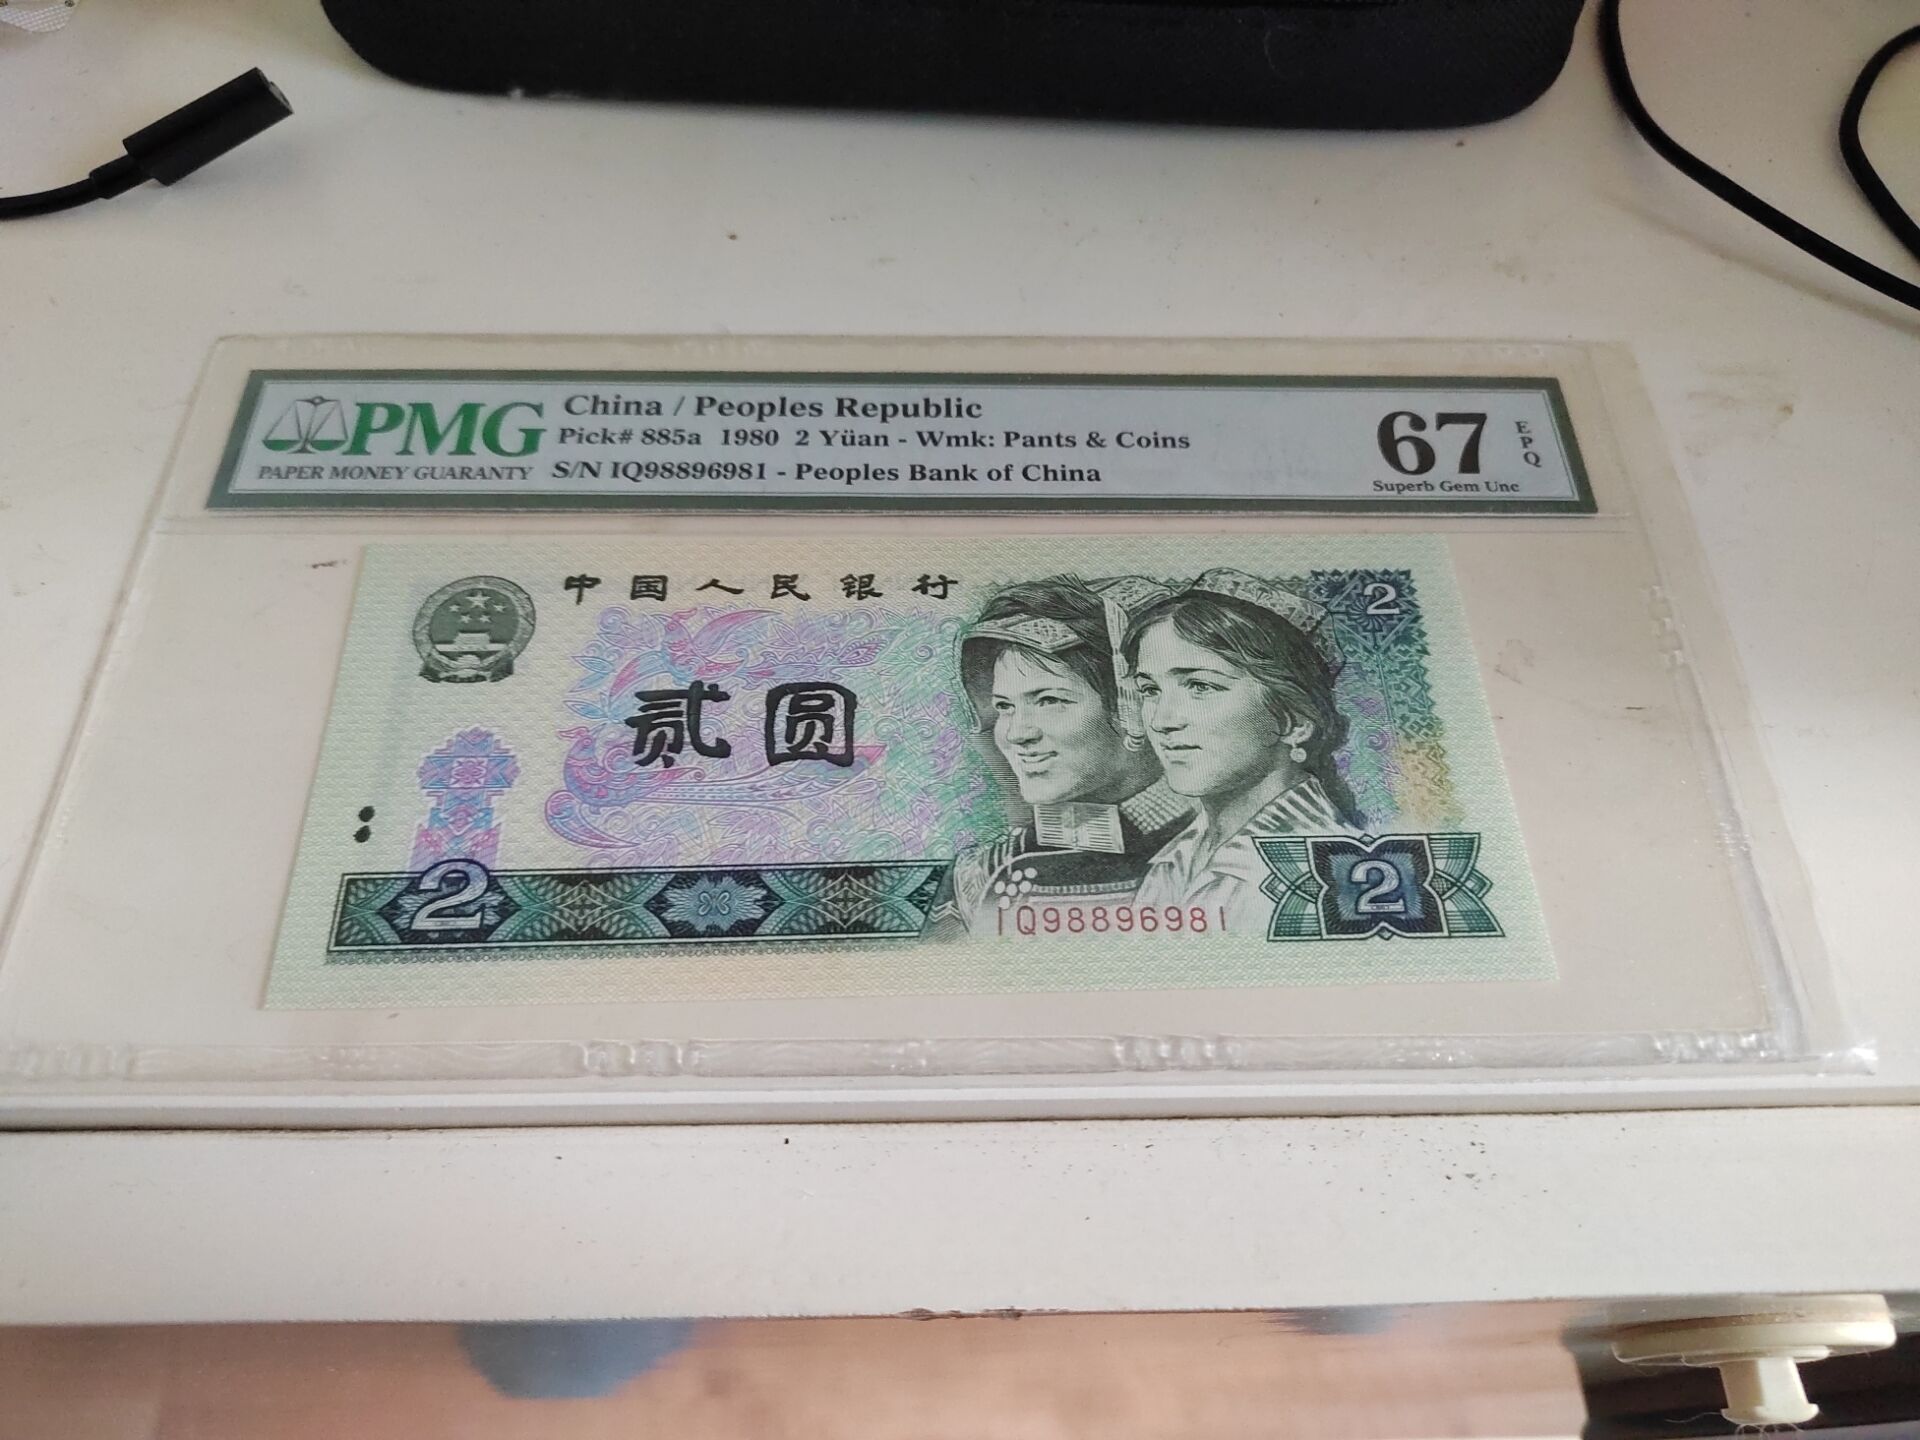 PMG
PAPER MONEY GUARANTY
China / Peoples Republic
Pick# 885a 1980 2 Yüan - Wmk: Pants & Coins
S/N IQ98896981 - Peoples Bank of China
67
EPQ
Superb Gem Unc
中国人民银行
2
贰圆
2
2
IQ98896981